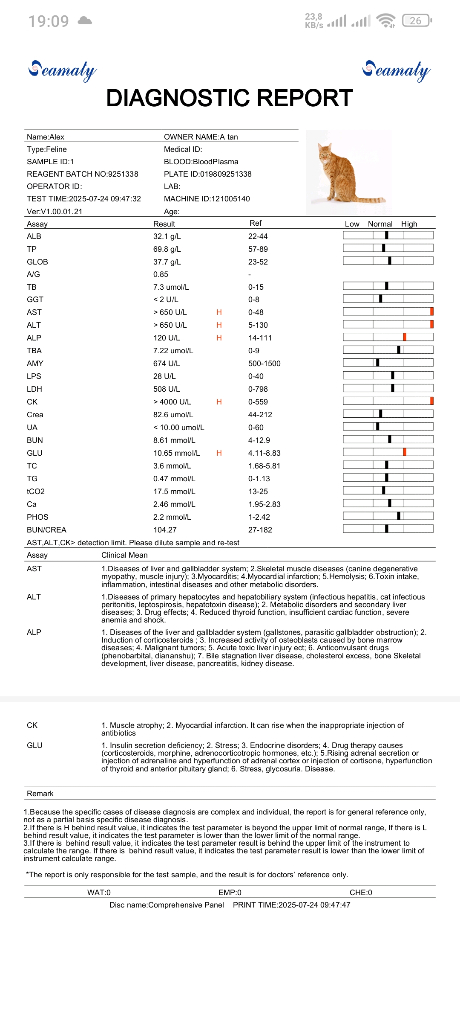 19:09
23,8 KB/s
26
Seamaty
Seamaty
DIAGNOSTIC REPORT
Name:Alex OWNER NAME:A tan
Type:Feline Medical ID:
SAMPLE ID:1 BLOOD:BloodPlasma
REAGENT BATCH NO:9251338 PLATE ID:019809251338
OPERATOR ID: LAB:
TEST TIME:2025-07-24 09:47:32 MACHINE ID:121005140
Ver:V1.00.01.21 Age:
Assay Result Ref Low Normal High
ALB 32.1 g/L 22-44
TP 69.8 g/L 57-89
GLOB 37.7 g/L 23-52
A/G 0.85 -
TB 7.3 umol/L 0-15
GGT < 2 U/L 0-8
AST > 650 U/L H 0-48
ALT > 650 U/L H 5-130
ALP 120 U/L H 14-111
TBA 7.22 umol/L 0-9
AMY 674 U/L 500-1500
LPS 28 U/L 0-40
LDH 508 U/L 0-798
CK > 4000 U/L H 0-559
Crea 82.6 umol/L 44-212
UA < 10.00 umol/L 0-60
BUN 8.61 mmol/L 4-12.9
GLU 10.65 mmol/L H 4.11-8.83
TC 3.6 mmol/L 1.68-5.81
TG 0.47 mmol/L 0-1.13
tCO2 17.5 mmol/L 13-25
Ca 2.46 mmol/L 1.95-2.83
PHOS 2.2 mmol/L 1-2.42
BUN/CREA 104.27 27-182
AST,ALT,CK> detection limit. Please dilute sample and re-test
Assay Clinical Mean
AST 1.Diseases of liver and gallbladder system; 2.Skeletal muscle diseases (canine degenerative
myopathy, muscle injury); 3.Myocarditis; 4.Myocardial infarction; 5.Hemolysis; 6.Toxin intake,
inflammation, intestinal diseases and other metabolic disorders.
ALT 1.Diseases of primary hepatocytes and hepatobiliary system (infectious hepatitis, cat infectious
peritonitis, leptospirosis, hepatotoxin disease); 2. Metabolic disorders and secondary liver
diseases; 3. Drug effects; 4. Reduced thyroid function, insufficient cardiac function, severe
anemia and shock.
ALP 1. Diseases of the liver and gallbladder system (gallstones, parasitic gallbladder obstruction); 2.
Induction of corticosteroids ; 3. Increased activity of osteoclasts caused by bone marrow
diseases; 4. Malignant tumors; 5. Acute toxic liver injury ect; 6. Anticonvulsant drugs
(phenobarbital, diananshu); 7. Bile stagnation liver disease, cholesterol excess, bone Skeletal
development, liver disease, pancreatitis, kidney disease.
CK 1. Muscle atrophy; 2. Myocardial infarction. It can rise when the inappropriate injection of
antibiotics
GLU 1. Insulin secretion deficiency; 2. Stress; 3. Endocrine disorders; 4. Drug therapy causes
(corticosteroids, morphine, adrenocorticotropic hormones, etc.); 5.Rising adrenal secretion or
injection of adrenaline and hyperfunction of adrenal cortex or injection of cortisone, hyperfunction
of thyroid and anterior pituitary gland; 6. Stress, glycosuria. Disease.
Remark
1.Because the specific cases of disease diagnosis are complex and individual, the report is for general reference only,
not as a partial basis specific disease diagnosis.
2.If there is H behind result value, it indicates the test parameter is beyond the upper limit of normal range, If there is L
behind result value, it indicates the test parameter is lower than the lower limit of the normal range.
3.If there is behind result value, it indicates the test parameter result is behind the upper limit of the instrument to
calculate the range. If there is behind result value, it indicates the test parameter result is lower than the lower limit of
instrument calculate range.
*The report is only responsible for the test sample, and the result is for doctors' reference only.
WAT:0 EMP:0 CHE:0
Disc name:Comprehensive Panel PRINT TIME:2025-07-24 09:47:47